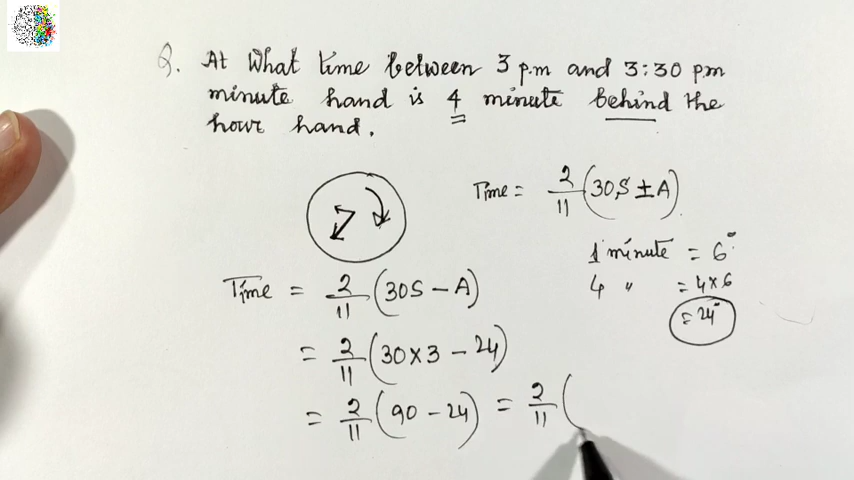 Q. At What time between 3 p.m and 3:30 p.m
minute hand is 4 minute behind the
hour hand.
Time = 2/11 (30S ± A)
1 minute = 6°
4 " = 4×6
= 24°
Time = 2/11 (30S − A)
= 2/11 (30×3 − 24)
= 2/11 (90 − 24) = 2/11 (